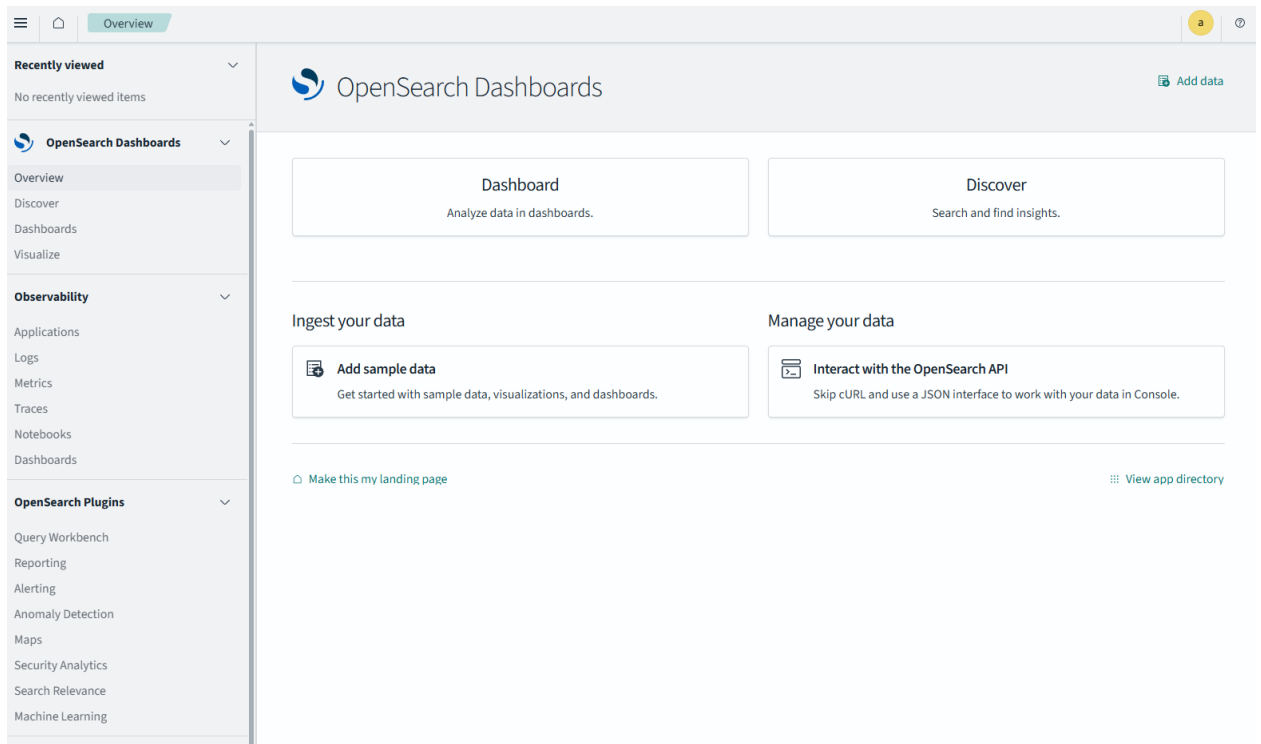 Overview
a
Recently viewed
No recently viewed items
OpenSearch Dashboards
Overview
Discover
Dashboards
Visualize
Observability
Applications
Logs
Metrics
Traces
Notebooks
Dashboards
OpenSearch Plugins
Query Workbench
Reporting
Alerting
Anomaly Detection
Maps
Security Analytics
Search Relevance
Machine Learning
OpenSearch Dashboards
Add data
Dashboard
Analyze data in dashboards.
Discover
Search and find insights.
Ingest your data
Add sample data
Get started with sample data, visualizations, and dashboards.
Manage your data
Interact with the OpenSearch API
Skip cURL and use a JSON interface to work with your data in Console.
Make this my landing page
View app directory